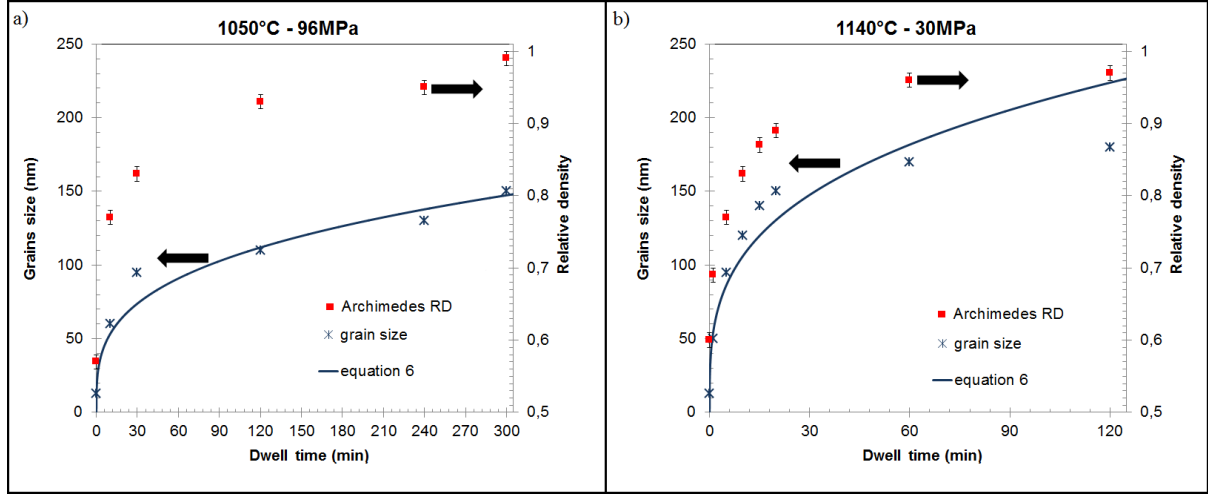 a)
1050°C - 96MPa
250
200
150
100
50
0
Grains size (nm)
1
0,9
0,8
0,7
0,6
0,5
Relative density
Archimedes RD
grain size
equation 6
0 30 60 90 120 150 180 210 240 270 300
Dwell time (min)
b)
1140°C - 30MPa
250
200
150
100
50
0
Grains size (nm)
1
0,9
0,8
0,7
0,6
0,5
Relative density
Archimedes RD
grain size
equation 6
0 30 60 90 120
Dwell time (min)